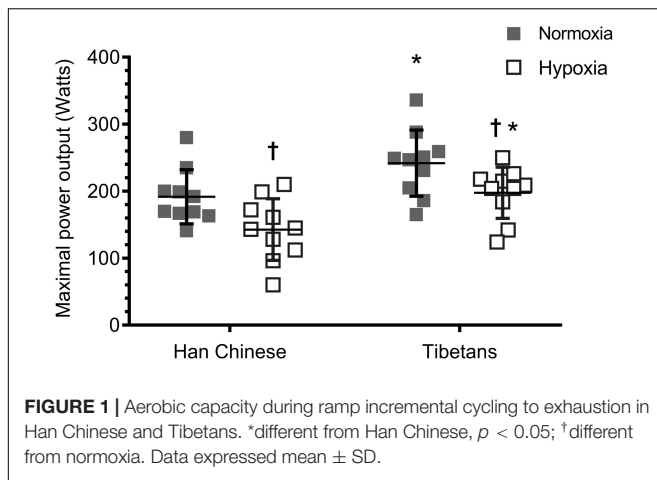 Maximal power output (Watts)
400
300
200
100
0
Normoxia
Hypoxia
*
†
† *
Han Chinese
Tibetans
FIGURE 1 | Aerobic capacity during ramp incremental cycling to exhaustion in
Han Chinese and Tibetans. *different from Han Chinese, p < 0.05; †different
from normoxia. Data expressed mean ± SD.